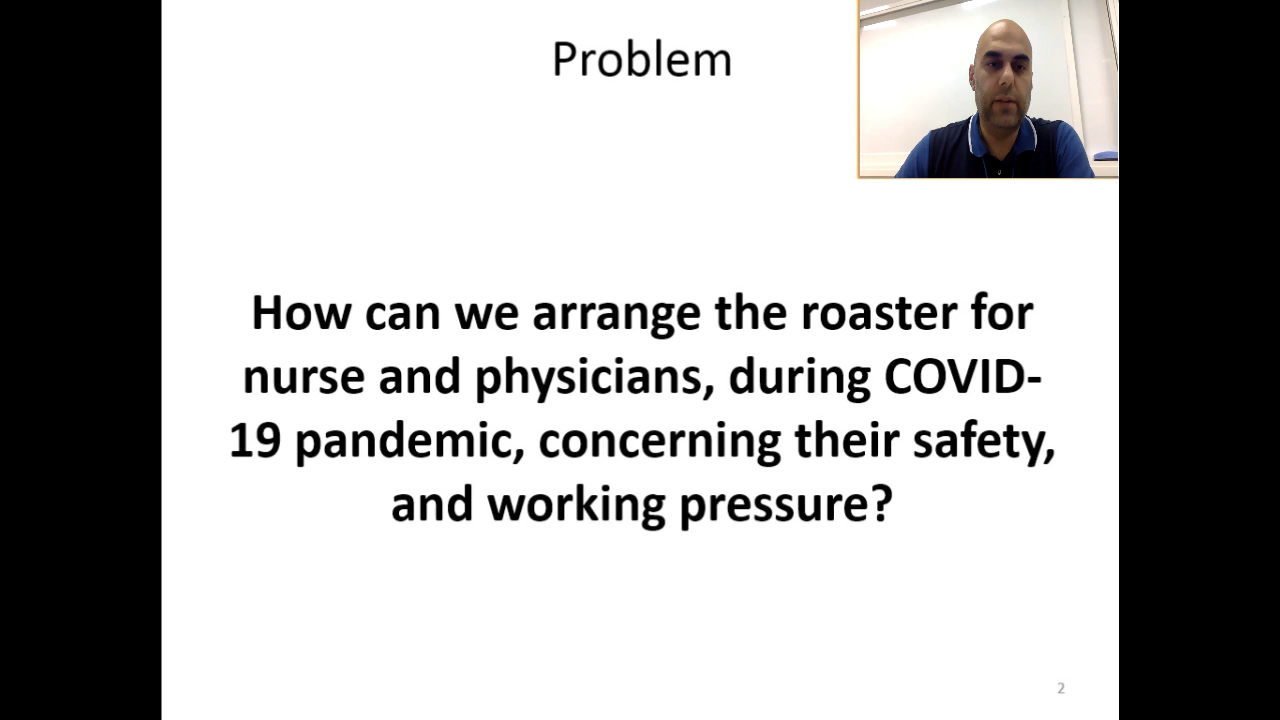 Problem
How can we arrange the roaster for
nurse and physicians, during COVID-
19 pandemic, concerning their safety,
and working pressure?
2